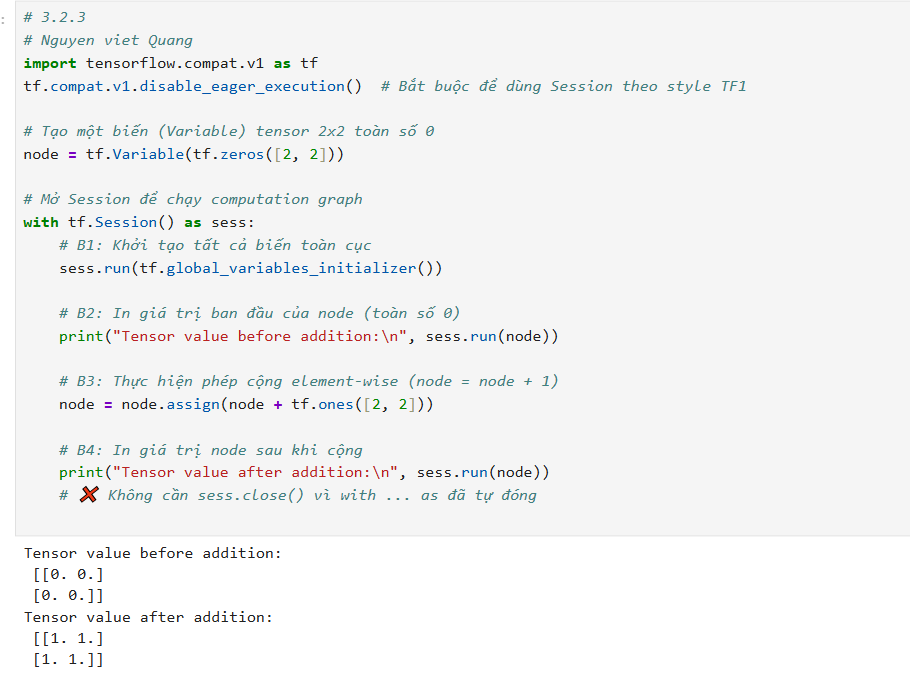 :
# 3.2.3
# Nguyen viet Quang
import tensorflow.compat.v1 as tf
tf.compat.v1.disable_eager_execution()  # Bắt buộc để dùng Session theo style TF1
# Tạo một biến (Variable) tensor 2x2 toàn số 0
node = tf.Variable(tf.zeros([2, 2]))
# Mở Session để chạy computation graph
with tf.Session() as sess:
    # B1: Khởi tạo tất cả biến toàn cục
    sess.run(tf.global_variables_initializer())
    # B2: In giá trị ban đầu của node (toàn số 0)
    print("Tensor value before addition:\n", sess.run(node))
    # B3: Thực hiện phép cộng element-wise (node = node + 1)
    node = node.assign(node + tf.ones([2, 2]))
    # B4: In giá trị node sau khi cộng
    print("Tensor value after addition:\n", sess.run(node))
    # ❌ Không cần sess.close() vì with ... as đã tự đóng
Tensor value before addition:
 [[0. 0.]
 [0. 0.]]
Tensor value after addition:
 [[1. 1.]
 [1. 1.]]